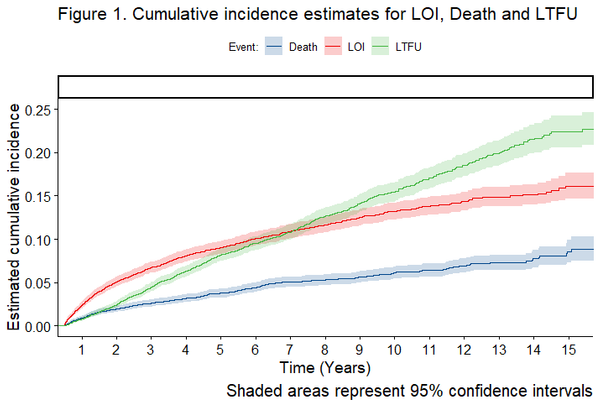 Figure 1. Cumulative incidence estimates for LOI, Death and LTFU
Event: Death LOI LTFU
Estimated cumulative incidence
0.25
0.20
0.15
0.10
0.05
0.00
1 2 3 4 5 6 7 8 9 10 11 12 13 14 15
Time (Years)
Shaded areas represent 95% confidence intervals